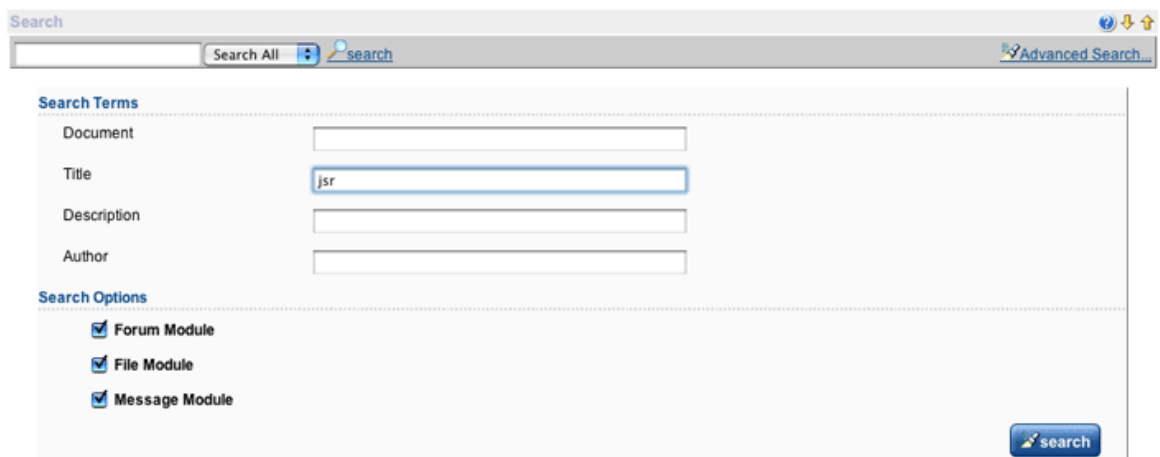 Search
Search All search Advanced Search...
Search Terms
Document
Title jsr
Description
Author
Search Options
Forum Module
File Module
Message Module
search